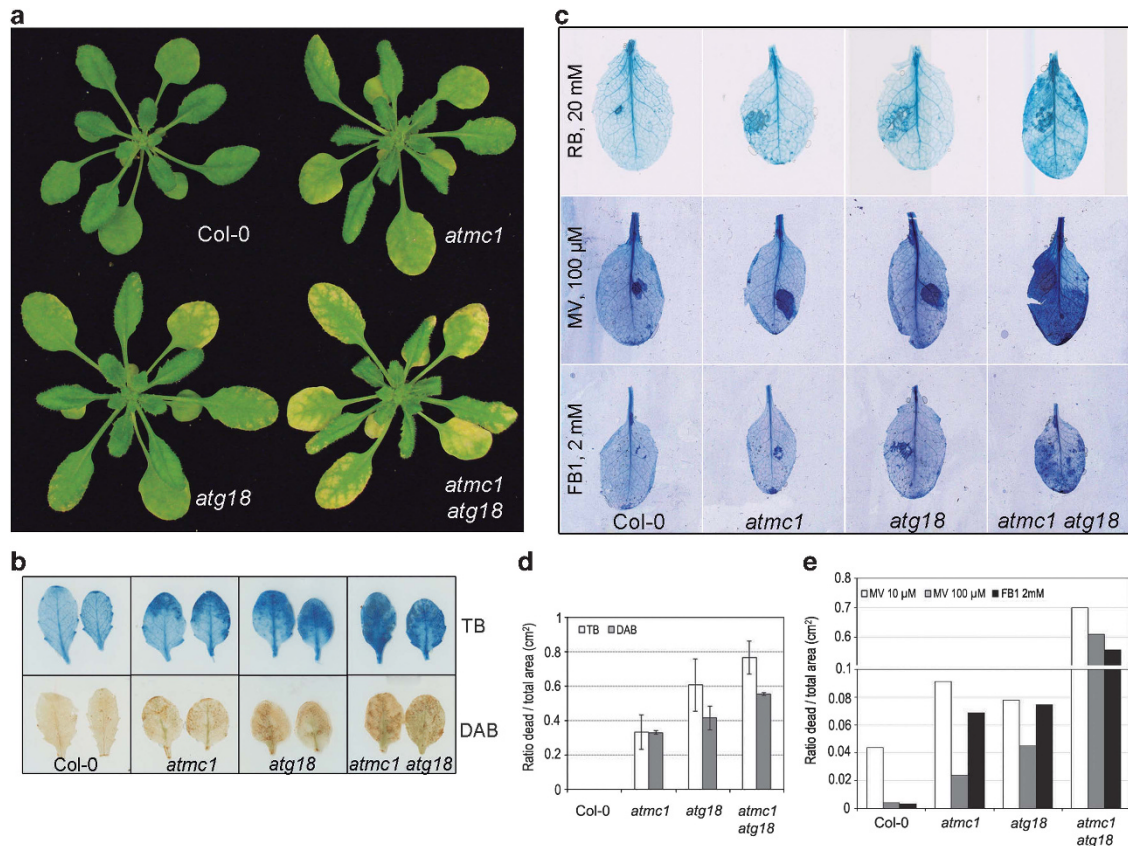 a
Col-0
atmc1
atg18
atmc1
atg18
b
TB
DAB
Col-0
atmc1
atg18
atmc1 atg18
c
RB, 20 mM
MV, 100 µM
FB1, 2 mM
Col-0
atmc1
atg18
atmc1 atg18
d
Ratio dead / total area (cm²)
1
0.8
0.6
0.4
0.2
0
TB
DAB
Col-0
atmc1
atg18
atmc1
atg18
e
Ratio dead / total area (cm²)
0.8
0.7
0.6
0.1
0.08
0.06
0.04
0.02
0
MV 10 µM
MV 100 µM
FB1 2mM
Col-0
atmc1
atg18
atmc1
atg18